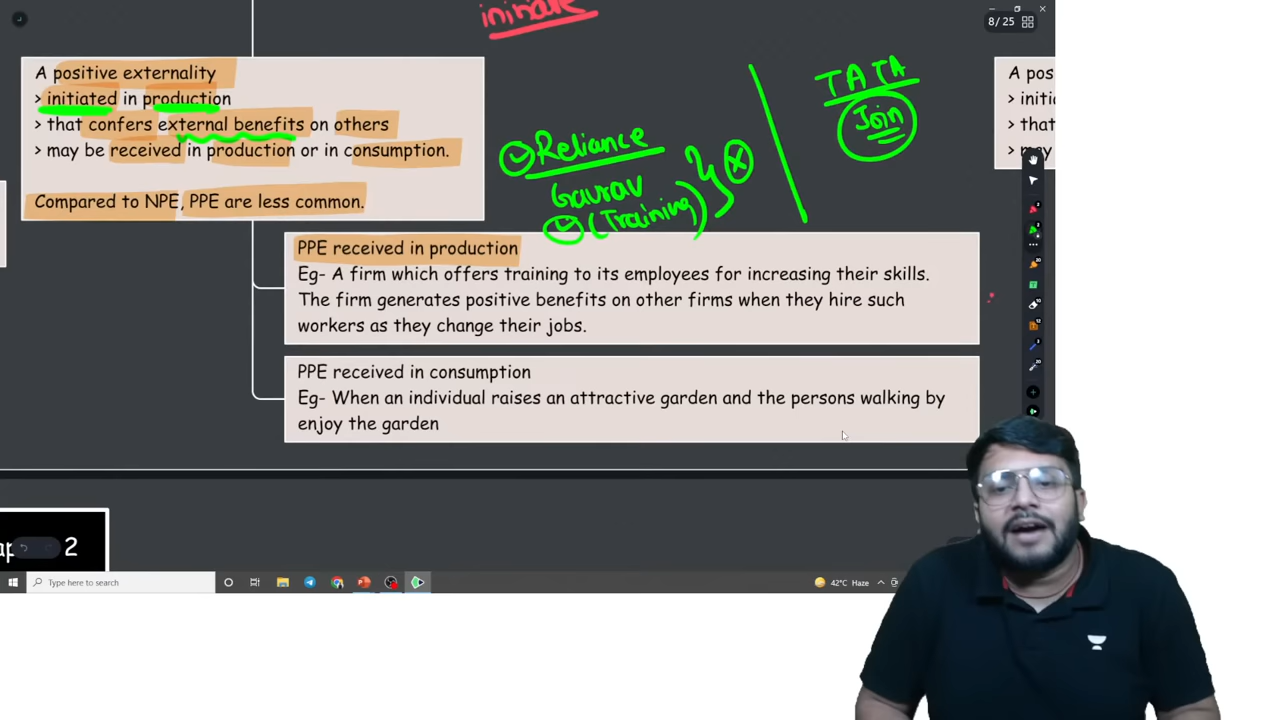 initiate
8/25
A positive externality
> initiated in production
> that confers external benefits on others
> may be received in production or in consumption.
Compared to NPE, PPE are less common.
Reliance
Gaurav
(Training)
TATA
Join
A pos
> initia
> that
> may
PPE received in production
Eg- A firm which offers training to its employees for increasing their skills.
The firm generates positive benefits on other firms when they hire such
workers as they change their jobs.
PPE received in consumption
Eg- When an individual raises an attractive garden and the persons walking by
enjoy the garden
2
Type here to search
42°C Haze